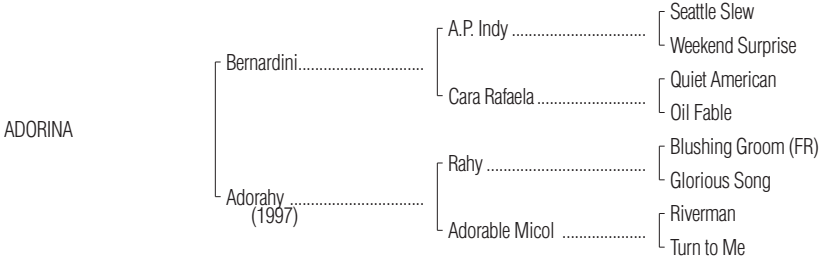 Seattle Slew
A.P. Indy ................................
Weekend Surprise
Bernardini..............................
Quiet American
Cara Rafaela ..........................
Oil Fable
ADORINA
Blushing Groom (FR)
Rahy ......................................
Glorious Song
Adorahy ................................
(1997)
Riverman
Adorable Micol ....................
Turn to Me